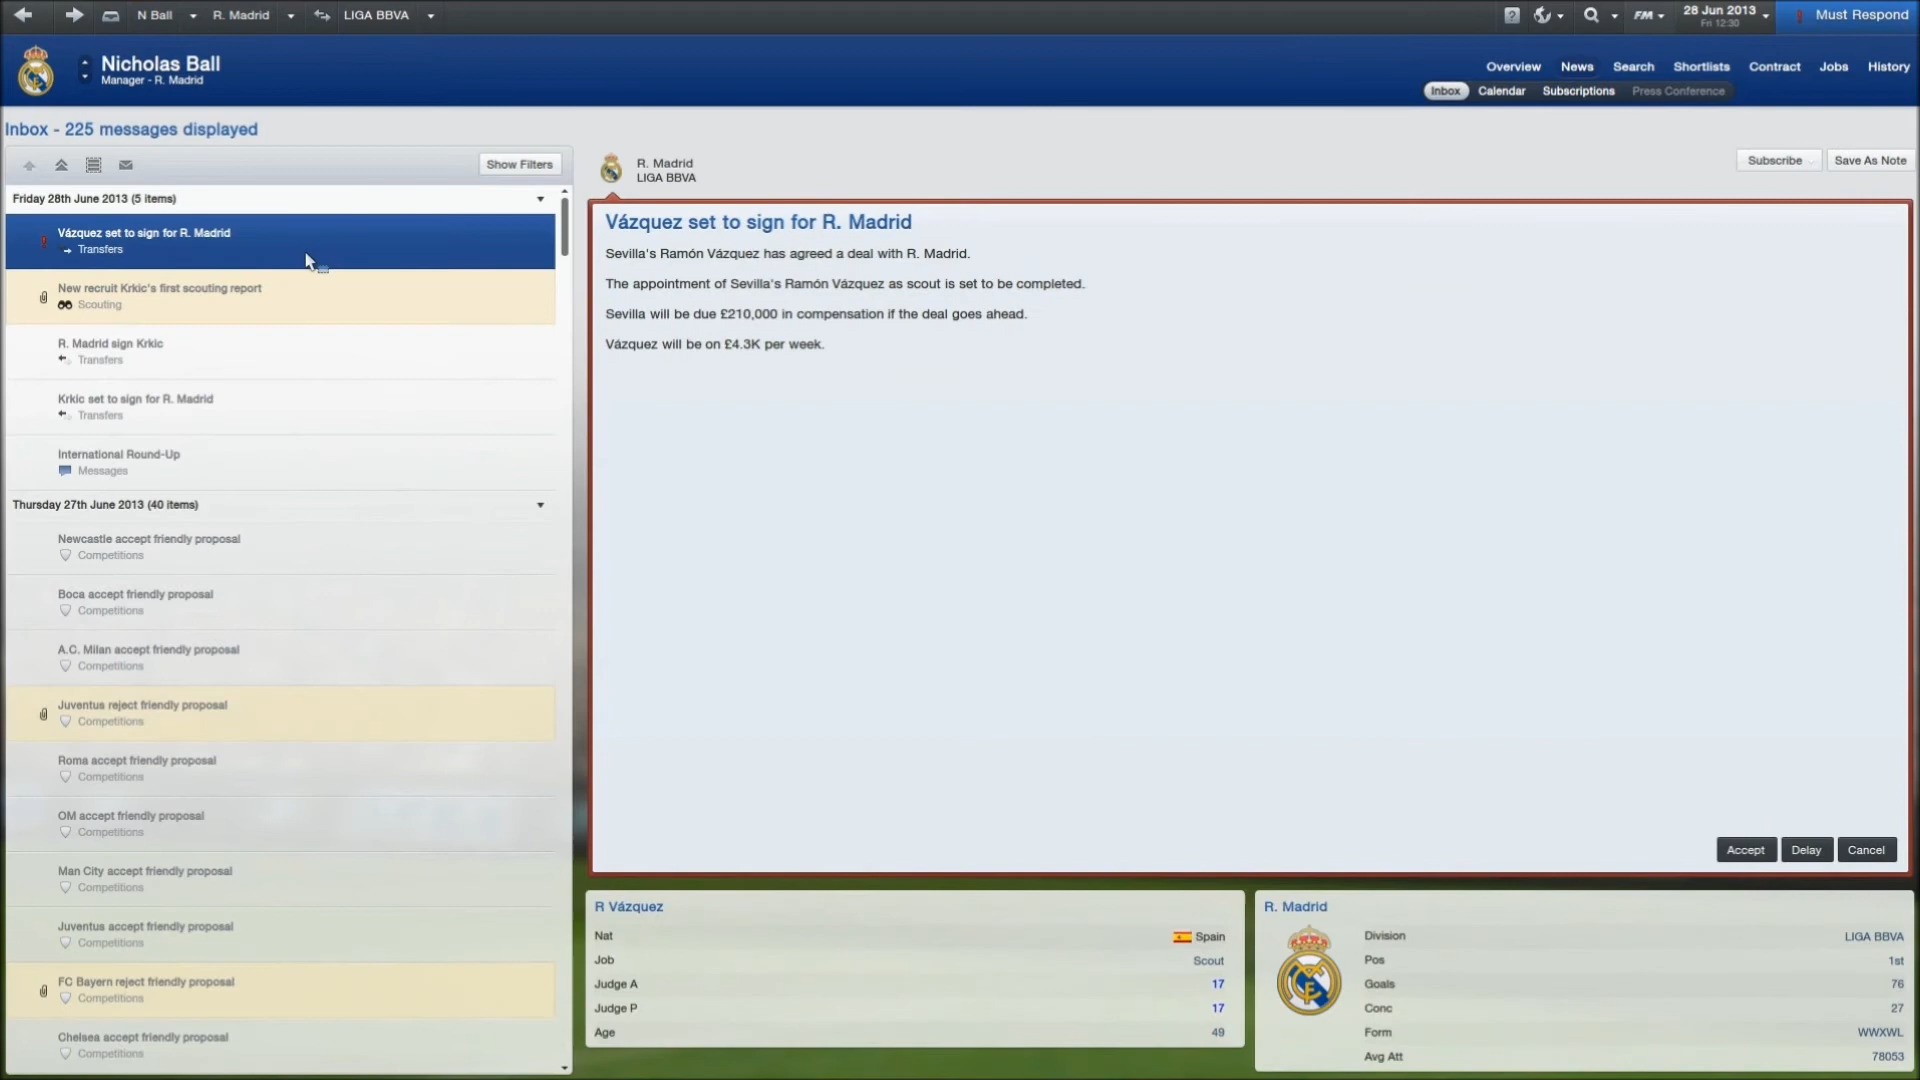 N Ball
R. Madrid
LIGA BBVA
?
FM
28 Jun 2013
Fri 12:30
! Must Respond
Nicholas Ball
Manager - R. Madrid
Overview
News
Search
Shortlists
Contract
Jobs
History
Inbox
Calendar
Subscriptions
Press Conference
Inbox - 225 messages displayed
Show Filters
Friday 28th June 2013 (5 items)
Vázquez set to sign for R. Madrid
Transfers
New recruit Krkic's first scouting report
Scouting
R. Madrid sign Krkic
Transfers
Krkic set to sign for R. Madrid
Transfers
International Round-Up
Messages
Thursday 27th June 2013 (40 items)
Newcastle accept friendly proposal
Competitions
Boca accept friendly proposal
Competitions
A.C. Milan accept friendly proposal
Competitions
Juventus reject friendly proposal
Competitions
Roma accept friendly proposal
Competitions
OM accept friendly proposal
Competitions
Man City accept friendly proposal
Competitions
Juventus accept friendly proposal
Competitions
FC Bayern reject friendly proposal
Competitions
Chelsea accept friendly proposal
Competitions
R. Madrid
LIGA BBVA
Subscribe
Save As Note
Vázquez set to sign for R. Madrid
Sevilla's Ramón Vázquez has agreed a deal with R. Madrid.
The appointment of Sevilla's Ramón Vázquez as scout is set to be completed.
Sevilla will be due £210,000 in compensation if the deal goes ahead.
Vázquez will be on £4.3K per week.
Accept
Delay
Cancel
R Vázquez
Nat Spain
Job Scout
Judge A 17
Judge P 17
Age 49
R. Madrid
Division LIGA BBVA
Pos 1st
Goals 76
Conc 27
Form WWXWL
Avg Att 78053